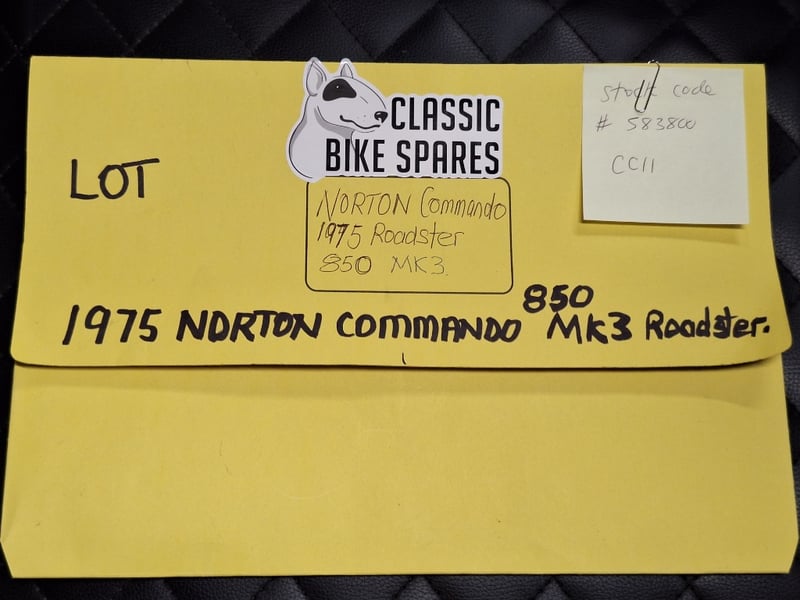 CLASSIC
BIKE SPARES
stock code
# 583800
CC11
LOT
NORTON Commando
1975 Roadster
850 MK3
850
1975 NORTON COMMANDO MK3 Roadster.